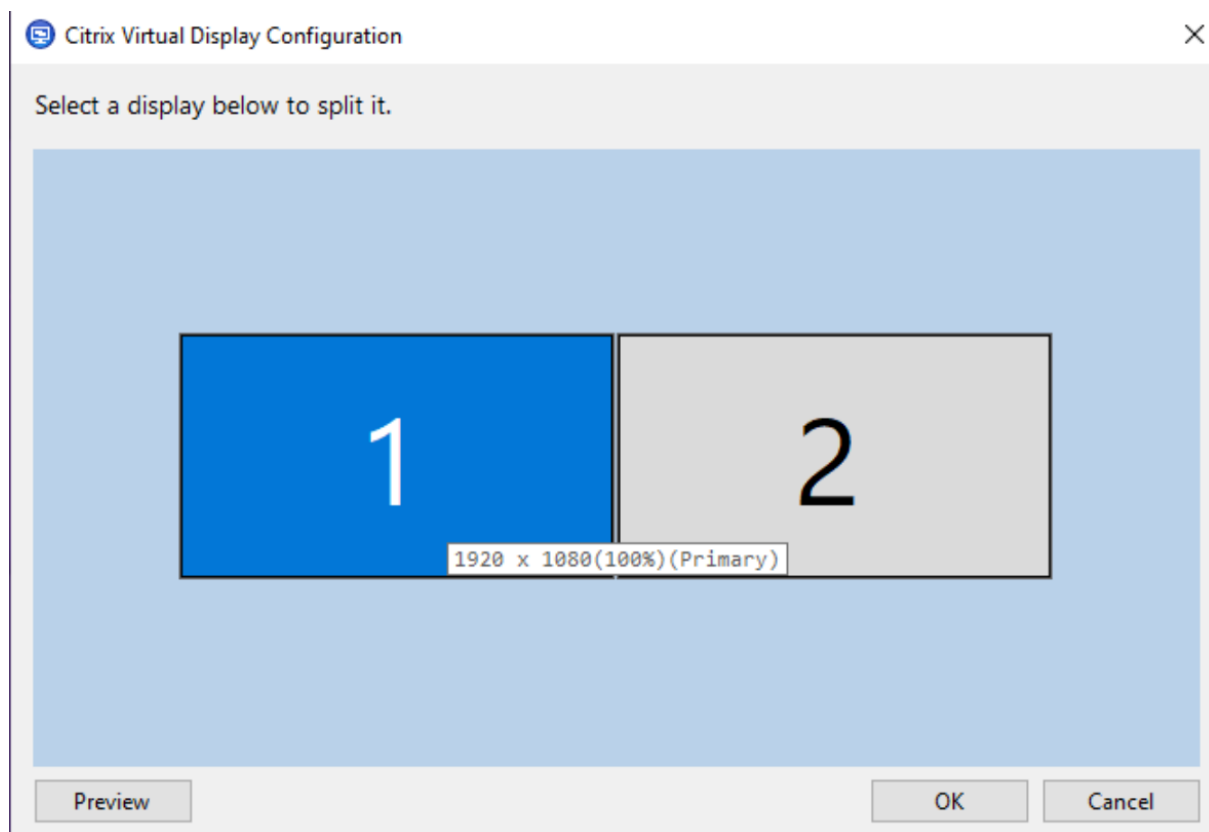 Citrix Virtual Display Configuration
Select a display below to split it.
1
2
1920 x 1080(100%)(Primary)
Preview
OK
Cancel